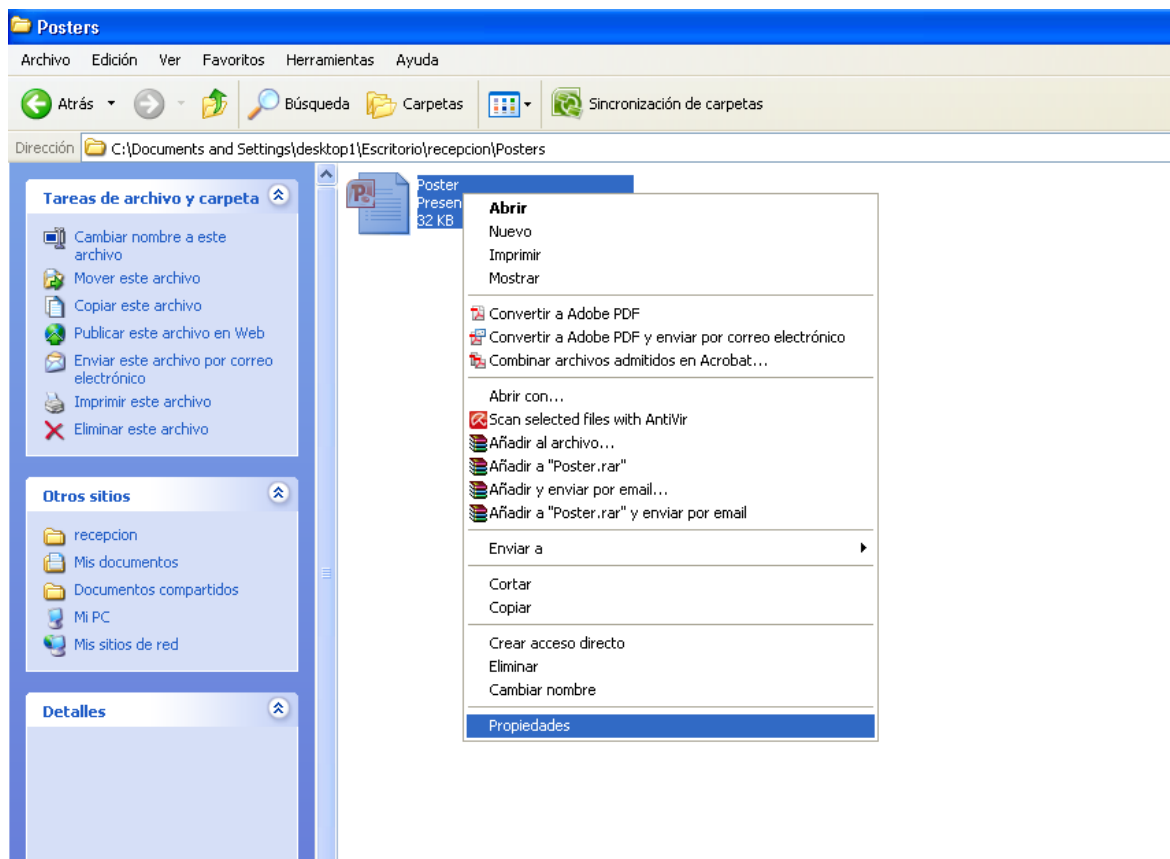 Posters
Archivo Edición Ver Favoritos Herramientas Ayuda
Atrás Búsqueda Carpetas Sincronización de carpetas
Dirección C:\Documents and Settings\desktop1\Escritorio\recepcion\Posters
Tareas de archivo y carpeta
Cambiar nombre a este
archivo
Mover este archivo
Copiar este archivo
Publicar este archivo en Web
Enviar este archivo por correo
electrónico
Imprimir este archivo
Eliminar este archivo
Otros sitios
recepcion
Mis documentos
Documentos compartidos
Mi PC
Mis sitios de red
Detalles
Poster
Presen
32 KB
Abrir
Nuevo
Imprimir
Mostrar
Convertir a Adobe PDF
Convertir a Adobe PDF y enviar por correo electrónico
Combinar archivos admitidos en Acrobat...
Abrir con...
Scan selected files with AntiVir
Añadir al archivo...
Añadir a "Poster.rar"
Añadir y enviar por email...
Añadir a "Poster.rar" y enviar por email
Enviar a
Cortar
Copiar
Crear acceso directo
Eliminar
Cambiar nombre
Propiedades